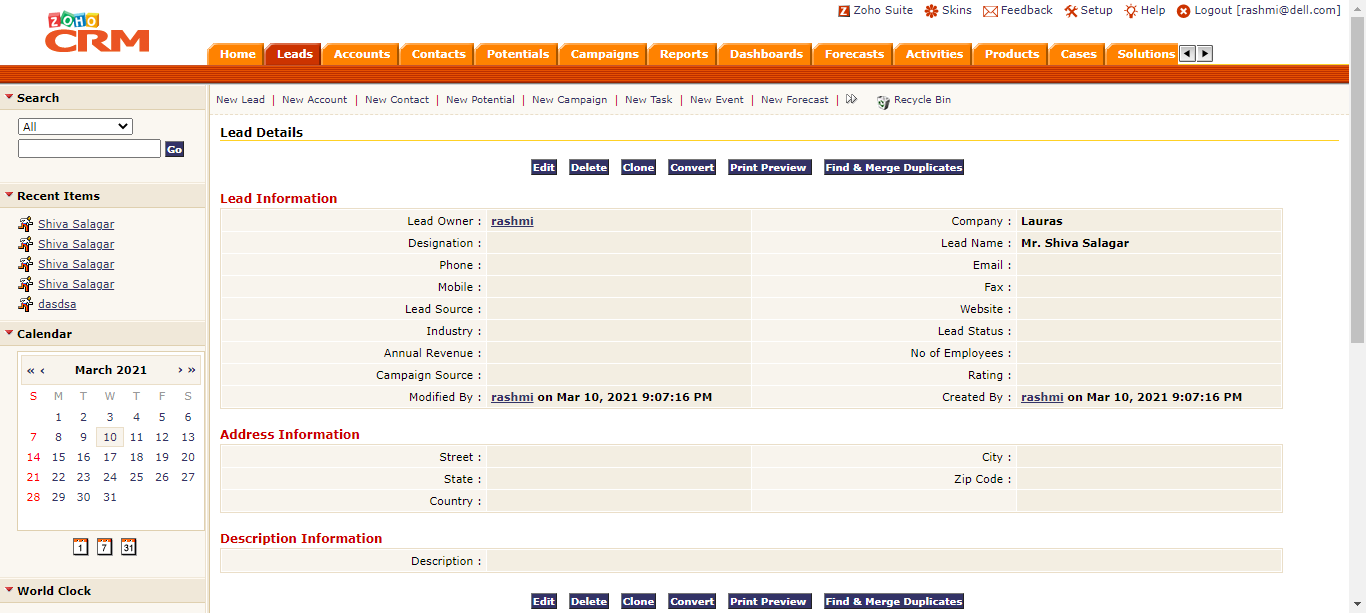 ZOHO
CRM
Zoho Suite Skins Feedback Setup Help Logout [rashmi@dell.com]
Home Leads Accounts Contacts Potentials Campaigns Reports Dashboards Forecasts Activities Products Cases Solutions
Search
All
Go
Recent Items
Shiva Salagar
Shiva Salagar
Shiva Salagar
Shiva Salagar
dasdsa
Calendar
« ‹ March 2021 › »
S M T W T F S
1 2 3 4 5 6
7 8 9 10 11 12 13
14 15 16 17 18 19 20
21 22 23 24 25 26 27
28 29 30 31
1 7 31
World Clock
New Lead | New Account | New Contact | New Potential | New Campaign | New Task | New Event | New Forecast | Recycle Bin
Lead Details
Edit Delete Clone Convert Print Preview Find & Merge Duplicates
Lead Information
Lead Owner : rashmi Company : Lauras
Designation : Lead Name : Mr. Shiva Salagar
Phone : Email :
Mobile : Fax :
Lead Source : Website :
Industry : Lead Status :
Annual Revenue : No of Employees :
Campaign Source : Rating :
Modified By : rashmi on Mar 10, 2021 9:07:16 PM Created By : rashmi on Mar 10, 2021 9:07:16 PM
Address Information
Street : City :
State : Zip Code :
Country :
Description Information
Description :
Edit Delete Clone Convert Print Preview Find & Merge Duplicates